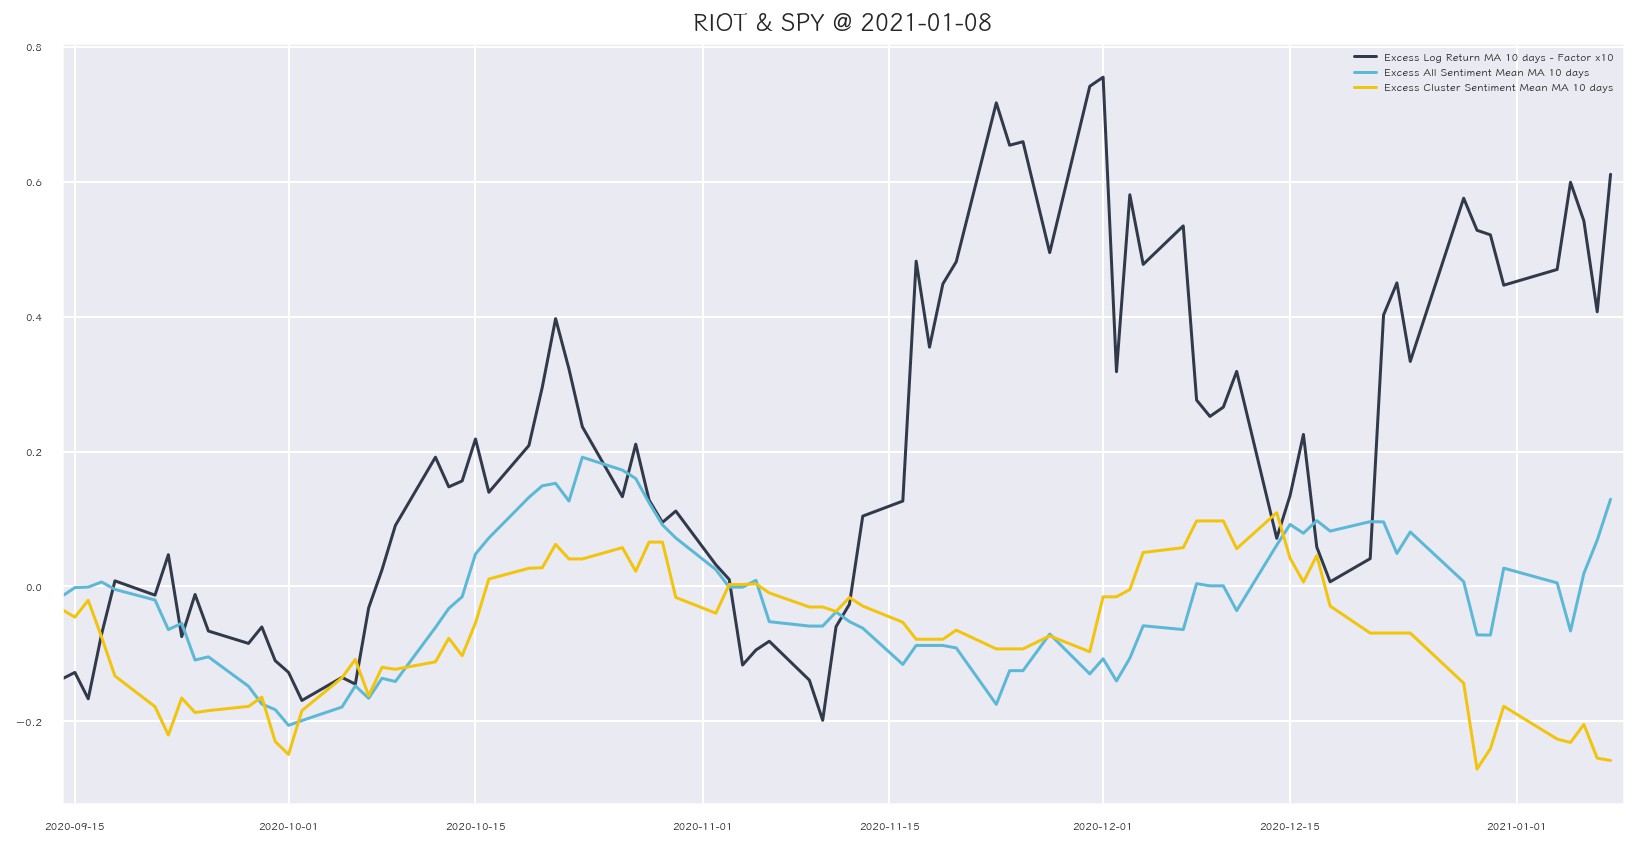 RIOT & SPY @ 2021-01-08
Excess Log Return MA 10 days - Factor x10
Excess All Sentiment Mean MA 10 days
Excess Cluster Sentiment Mean MA 10 days
0.8
0.6
0.4
0.2
0.0
−0.2
2020-09-15 2020-10-01 2020-10-15 2020-11-01 2020-11-15 2020-12-01 2020-12-15 2021-01-01